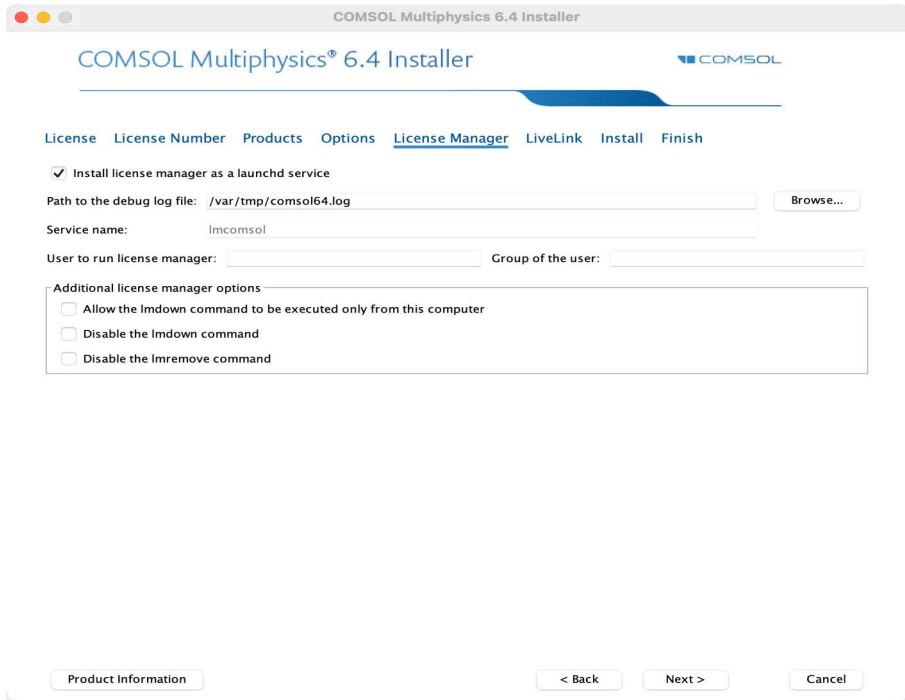 COMSOL Multiphysics 6.4 Installer
COMSOL Multiphysics® 6.4 Installer
COMSOL
License License Number Products Options License Manager LiveLink Install Finish
Install license manager as a launchd service
Path to the debug log file: /var/tmp/comsol64.log Browse...
Service name: lmcomsol
User to run license manager: Group of the user:
Additional license manager options
Allow the lmdown command to be executed only from this computer
Disable the lmdown command
Disable the lmremove command
Product Information < Back Next > Cancel